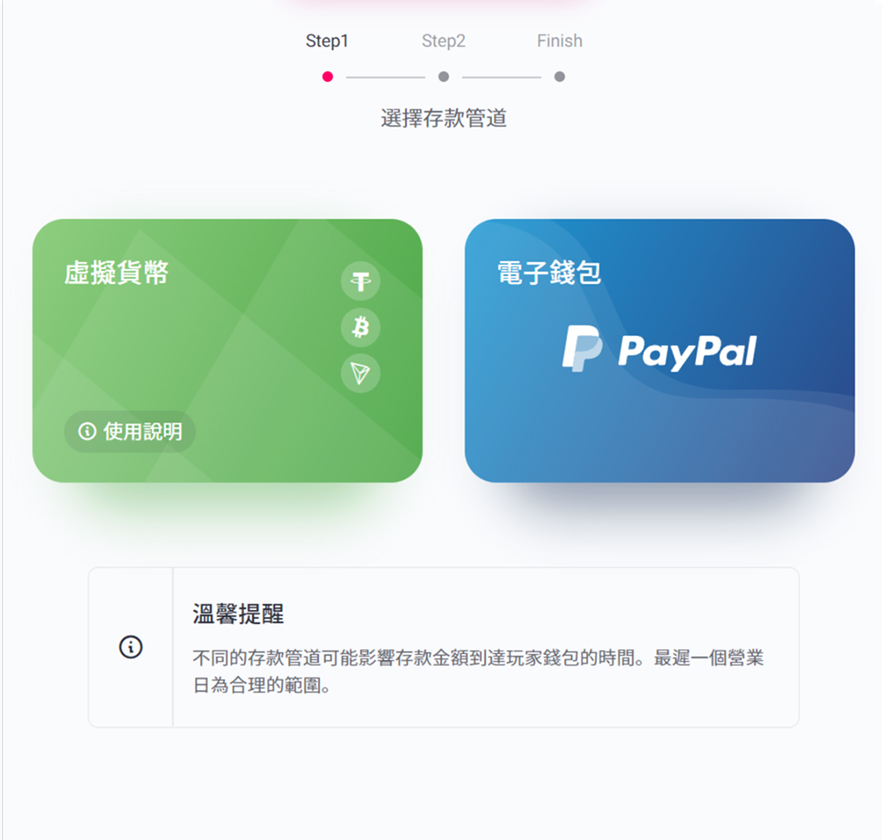 Step1 Step2 Finish
選擇存款管道
虛擬貨幣
電子錢包
PayPal
使用說明
溫馨提醒
不同的存款管道可能影響存款金額到達玩家錢包的時間。最遲一個營業
日為合理的範圍。